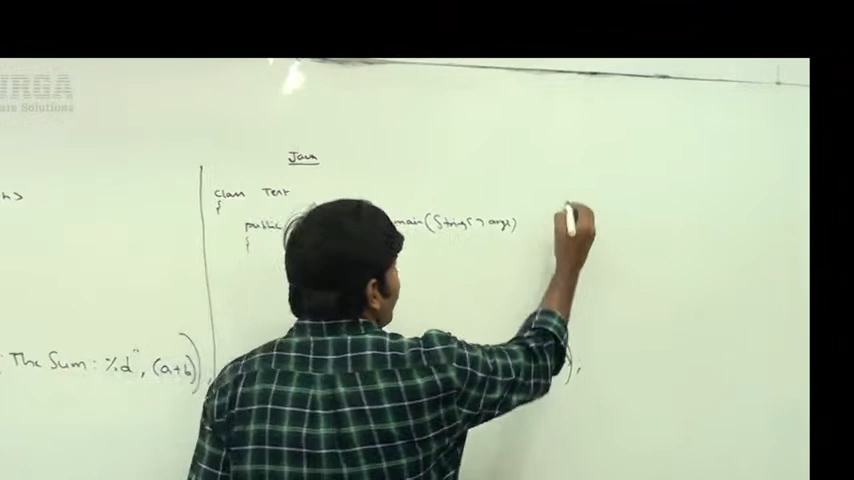 URGA
are Solutions
Java
h>
class Test
{
public main(String[] args)
{
The Sum : %d", (a+b)
);